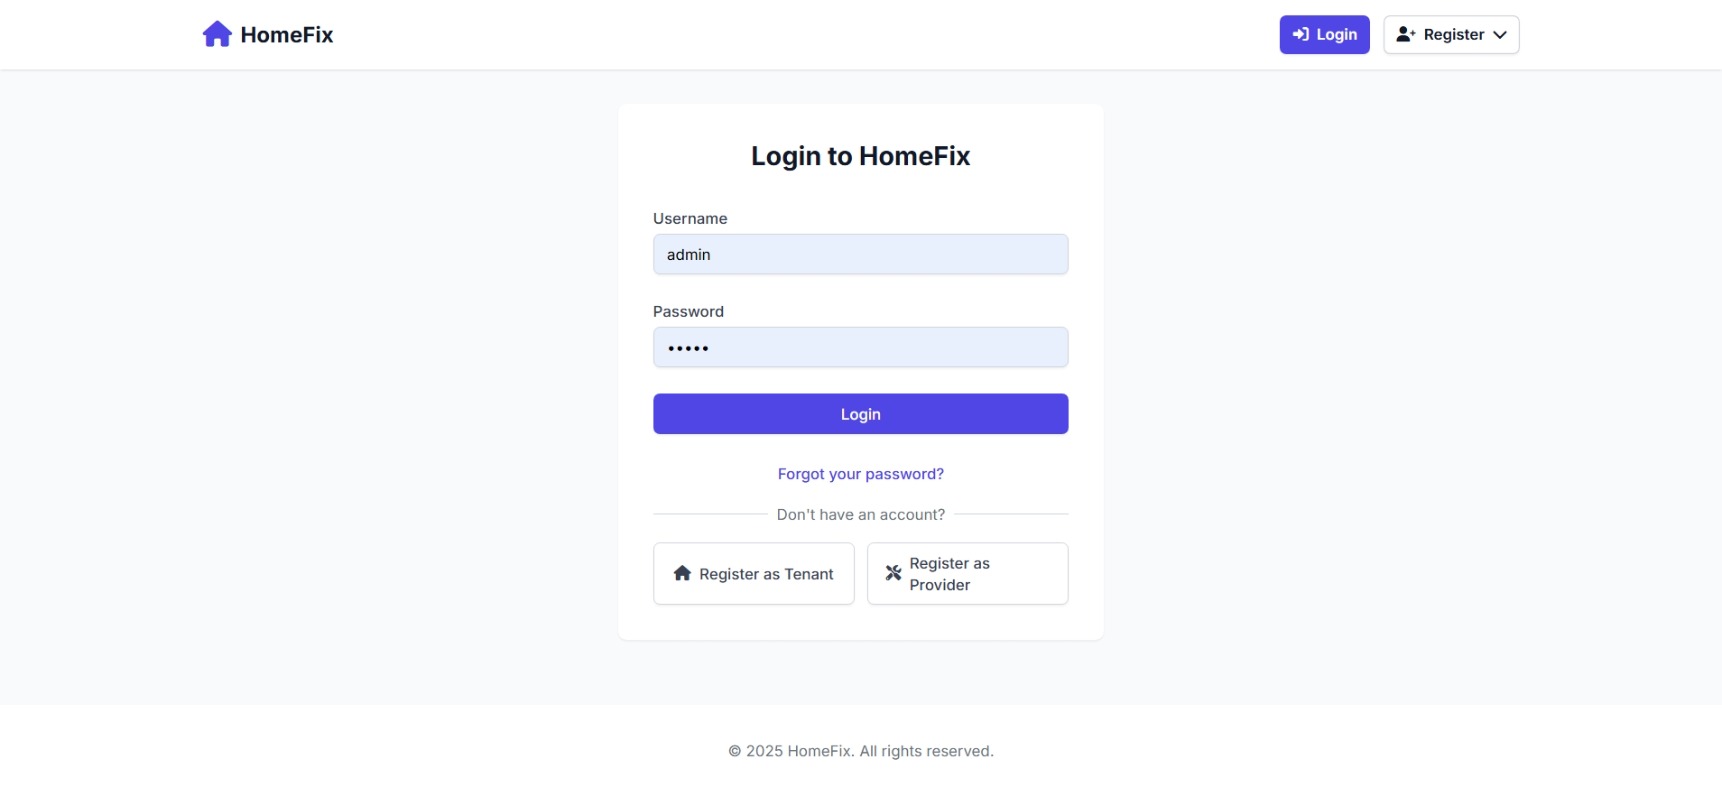 HomeFix
Login
Register
Login to HomeFix
Username
admin
Password
•••••
Login
Forgot your password?
Don't have an account?
Register as Tenant
Register as
Provider
© 2025 HomeFix. All rights reserved.